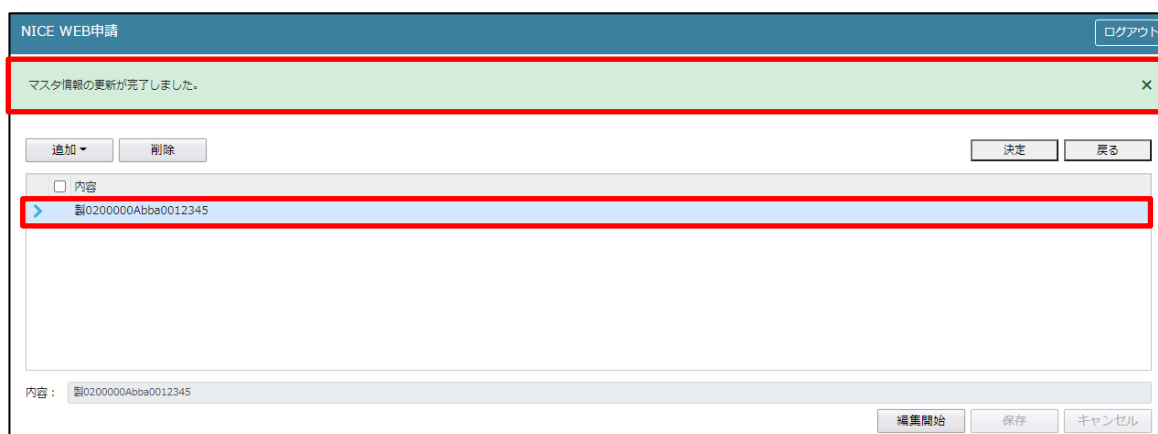 NICE WEB申請 ログアウト
マスタ情報の更新が完了しました。 ×
追加 削除 決定 戻る
内容
製0200000Abba0012345
内容： 製0200000Abba0012345
編集開始 保存 キャンセル